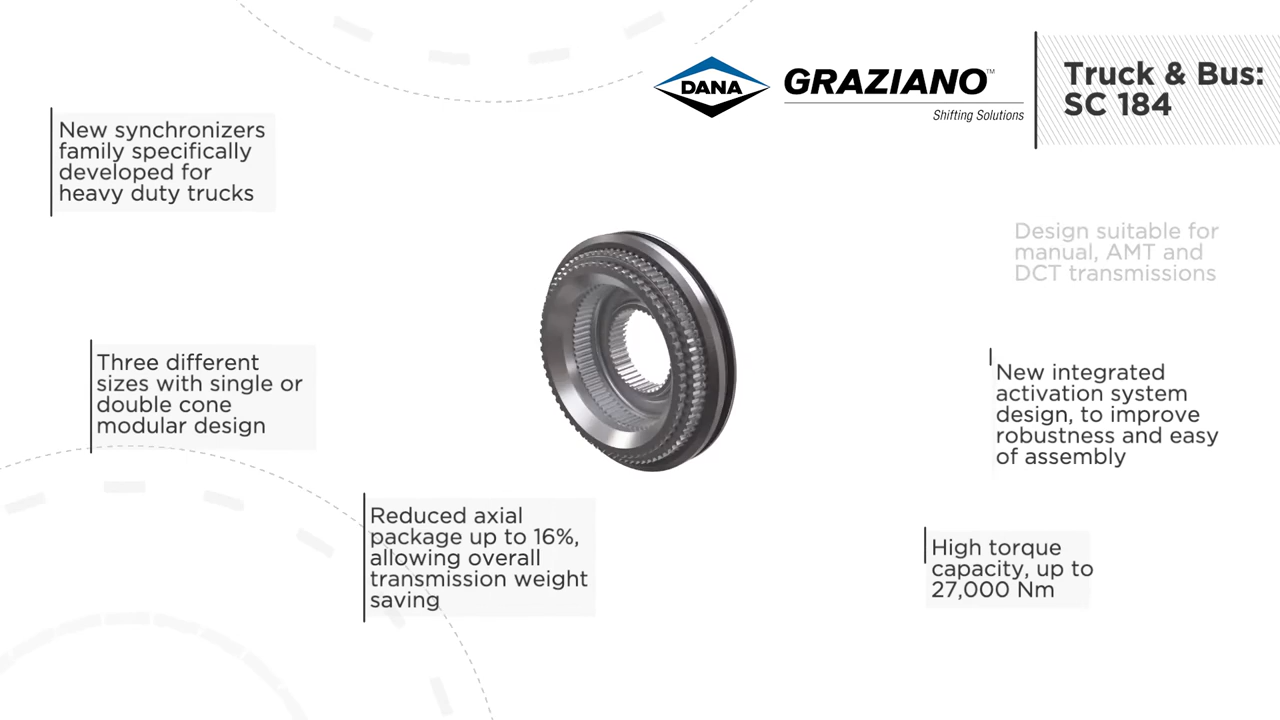 DANA
GRAZIANO™
Shifting Solutions
Truck & Bus:
SC 184
New synchronizers
family specifically
developed for
heavy duty trucks
Design suitable for
manual, AMT and
DCT transmissions
Three different
sizes with single or
double cone
modular design
New integrated
activation system
design, to improve
robustness and easy
of assembly
Reduced axial
package up to 16%,
allowing overall
transmission weight
saving
High torque
capacity, up to
27,000 Nm